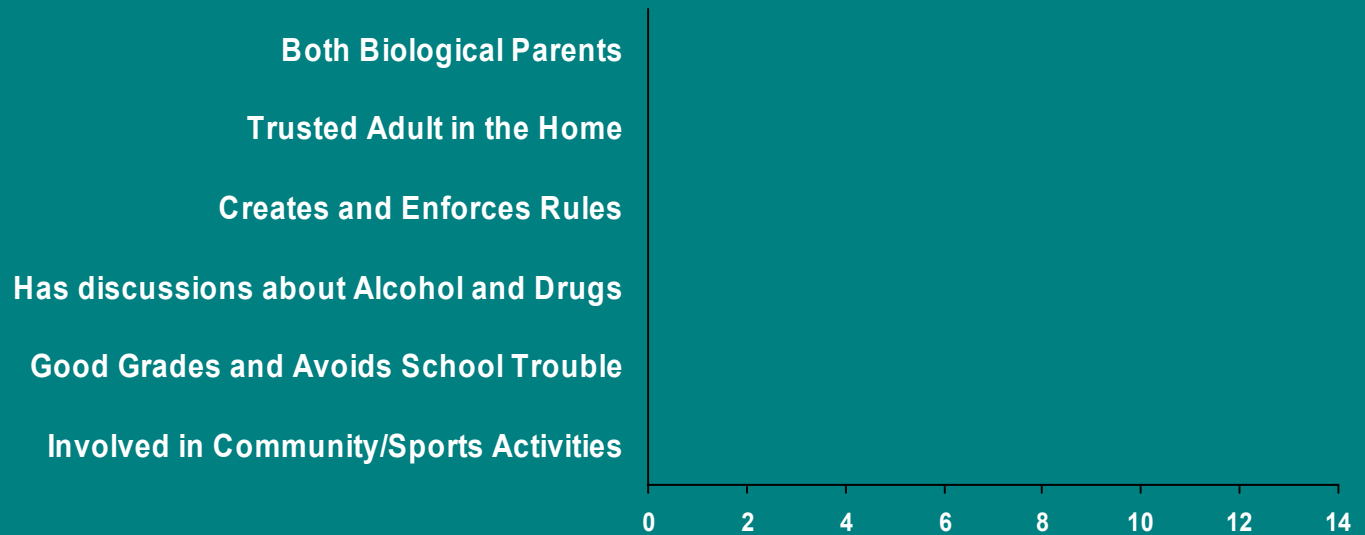 Both Biological Parents
Trusted Adult in the Home
Creates and Enforces Rules
Has discussions about Alcohol and Drugs
Good Grades and Avoids School Trouble
Involved in Community/Sports Activities
0 2 4 6 8 10 12 14